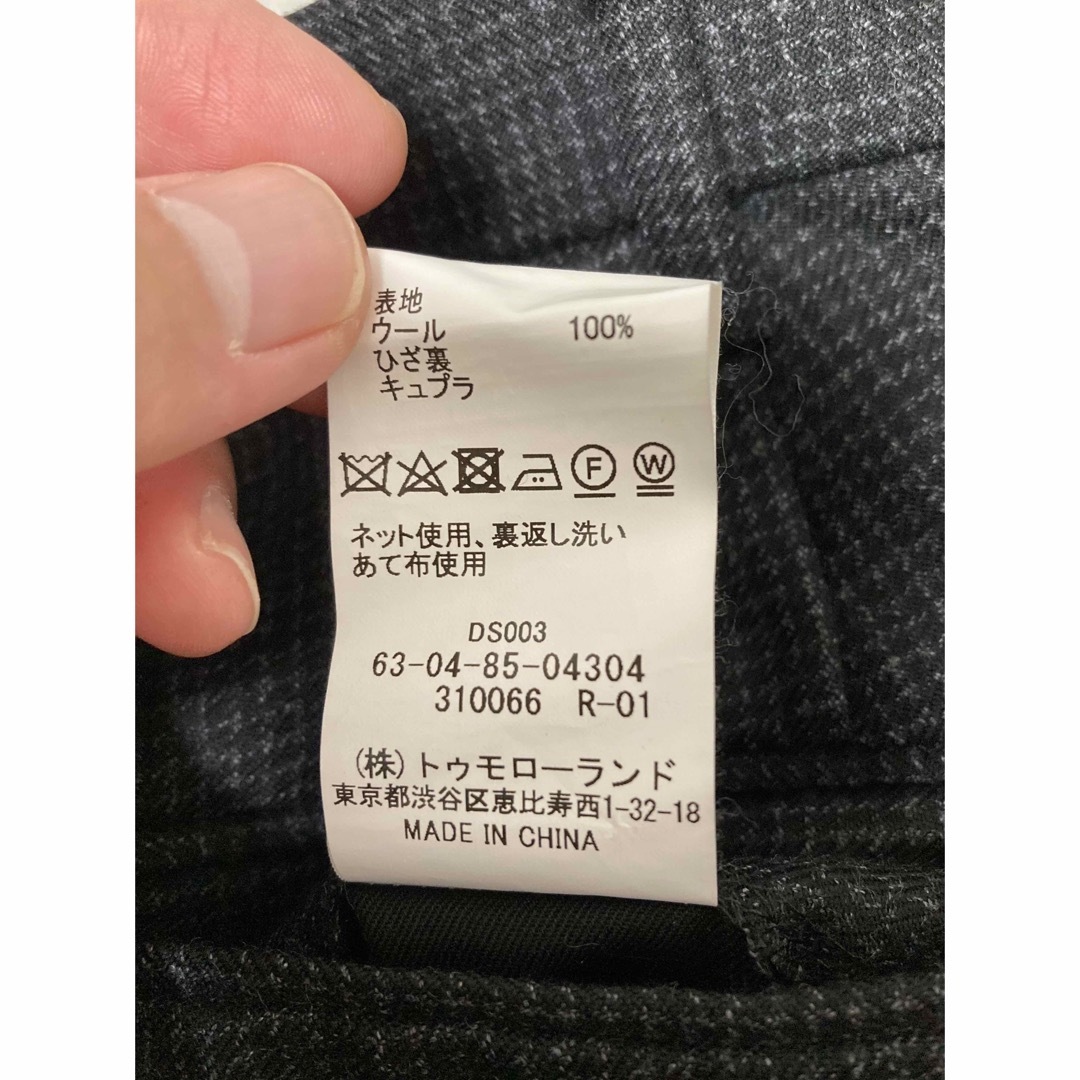 表地
ウール 100%
ひざ裏
キュプラ
F W
ネット使用、裏返し洗い
あて布使用
DS003
63-04-85-04304
310066 R-01
(株)トゥモローランド
東京都渋谷区恵比寿西1-32-18
MADE IN CHINA